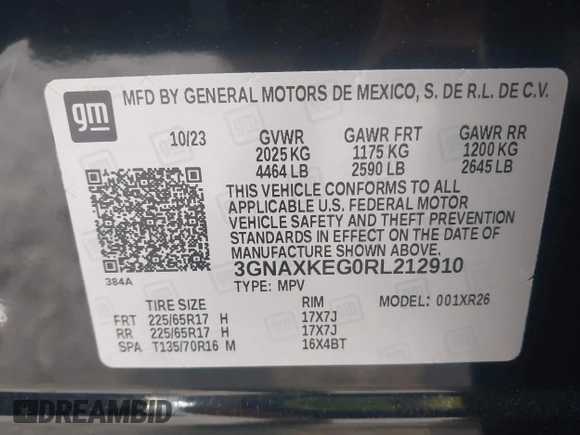 gm
MFD BY GENERAL MOTORS DE MEXICO, S. DE R.L. DE C.V.
10/23 GVWR GAWR FRT GAWR RR
2025 KG 1175 KG 1200 KG
4464 LB 2590 LB 2645 LB
THIS VEHICLE CONFORMS TO ALL
APPLICABLE U.S. FEDERAL MOTOR
VEHICLE SAFETY AND THEFT PREVENTION
STANDARDS IN EFFECT ON THE DATE OF
MANUFACTURE SHOWN ABOVE.
384A
3GNAXKEG0RL212910
TYPE: MPV
TIRE SIZE RIM MODEL: 001XR26
FRT 225/65R17 H 17X7J
RR 225/65R17 H 17X7J
SPA T135/70R16 M 16X4BT
DREAMBID